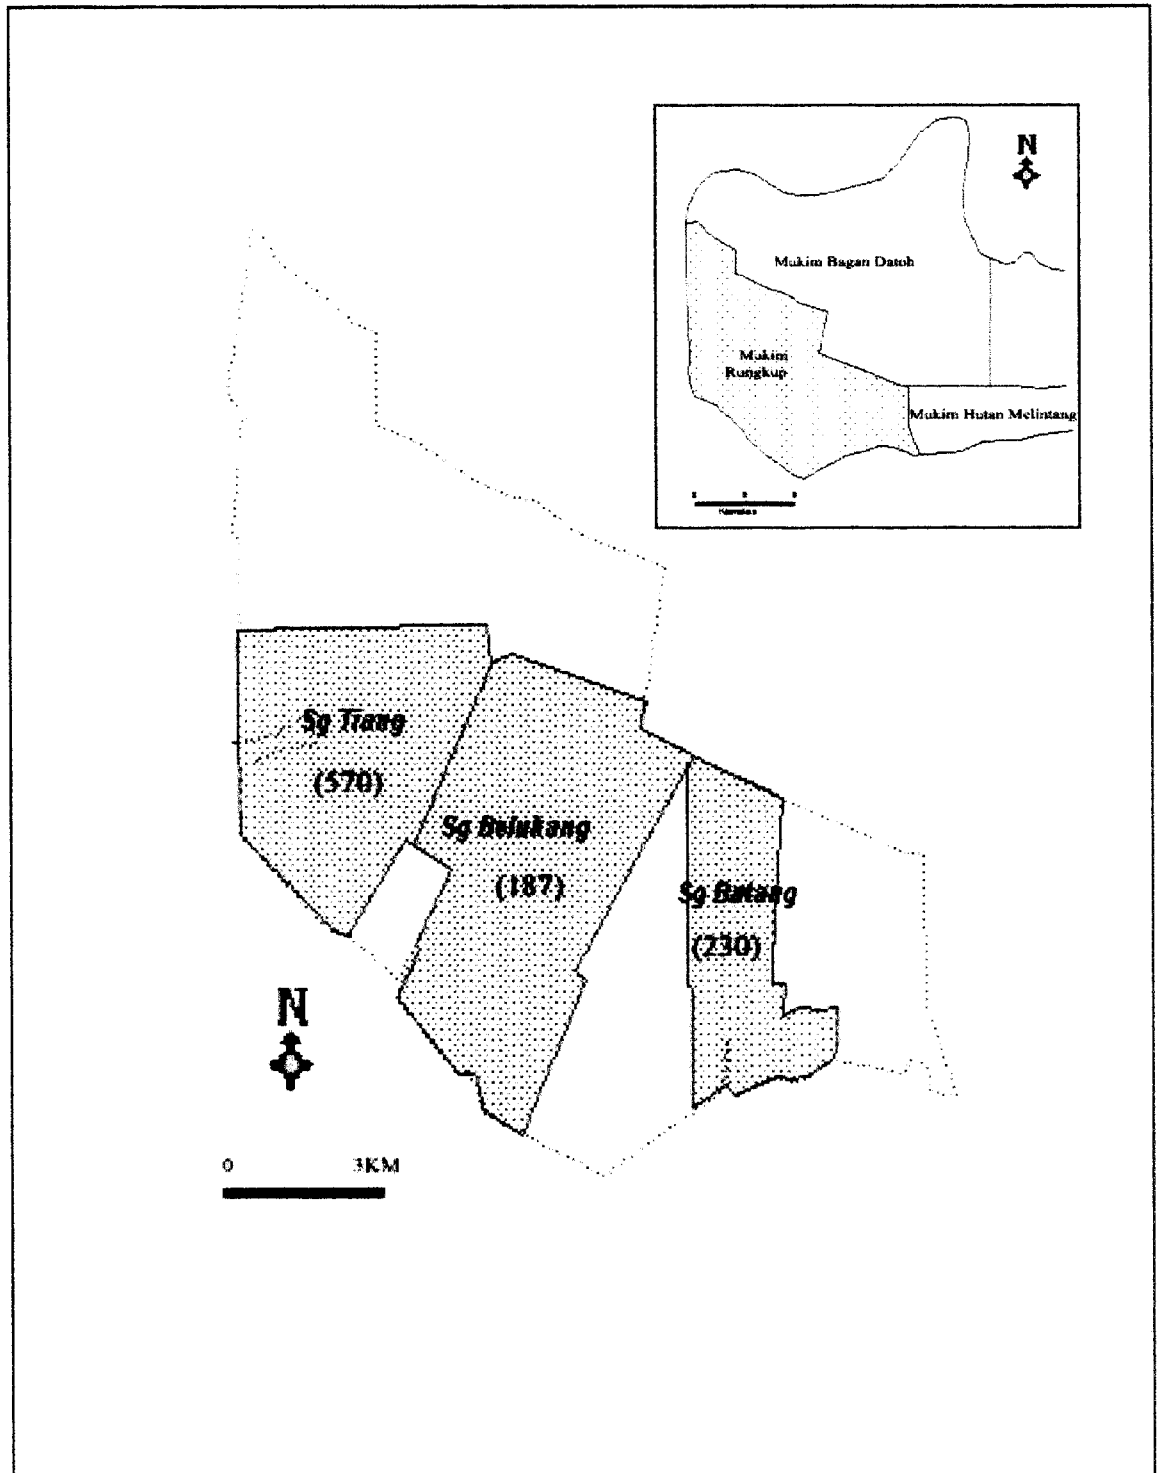 N
Mukim Bagan Datoh
Mukim
Rungkup
Mukim Hutan Melintang
Sg Tiang
(570)
Sg Belukang
(187)
Sg Batang
(230)
N
0 3KM